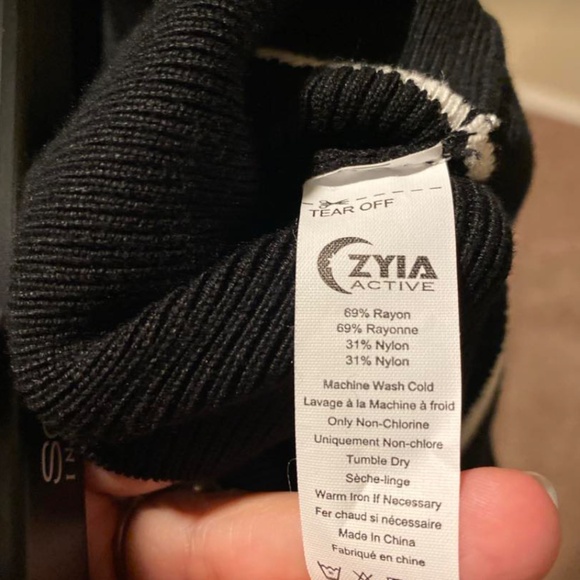 TEAR OFF
ZYIA
ACTIVE
69% Rayon
69% Rayonne
31% Nylon
31% Nylon
Machine Wash Cold
Lavage à la Machine à froid
Only Non-Chlorine
Uniquement Non-chlore
Tumble Dry
Sèche-linge
Warm Iron If Necessary
Fer chaud si nécessaire
Made In China
Fabriqué en chine